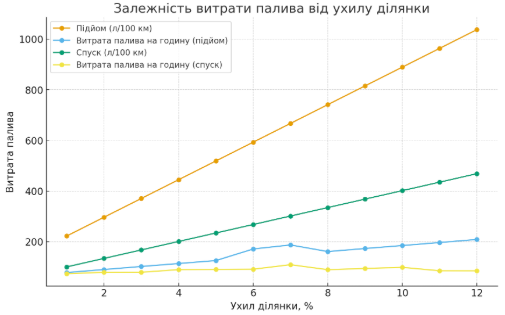 Залежність витрати палива від ухилу ділянки
Підйом (л/100 км)
Витрата палива на годину (підйом)
Спуск (л/100 км)
Витрата палива на годину (спуск)
Витрата палива
1000
800
600
400
200
2 4 6 8 10 12
Ухил ділянки, %